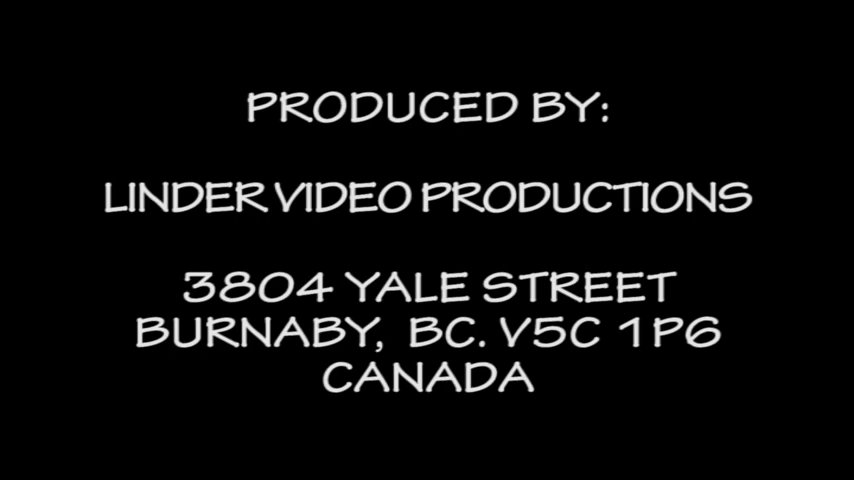 PRODUCED BY:
LINDER VIDEO PRODUCTIONS
3804 YALE STREET
BURNABY, BC. V5C 1P6
CANADA